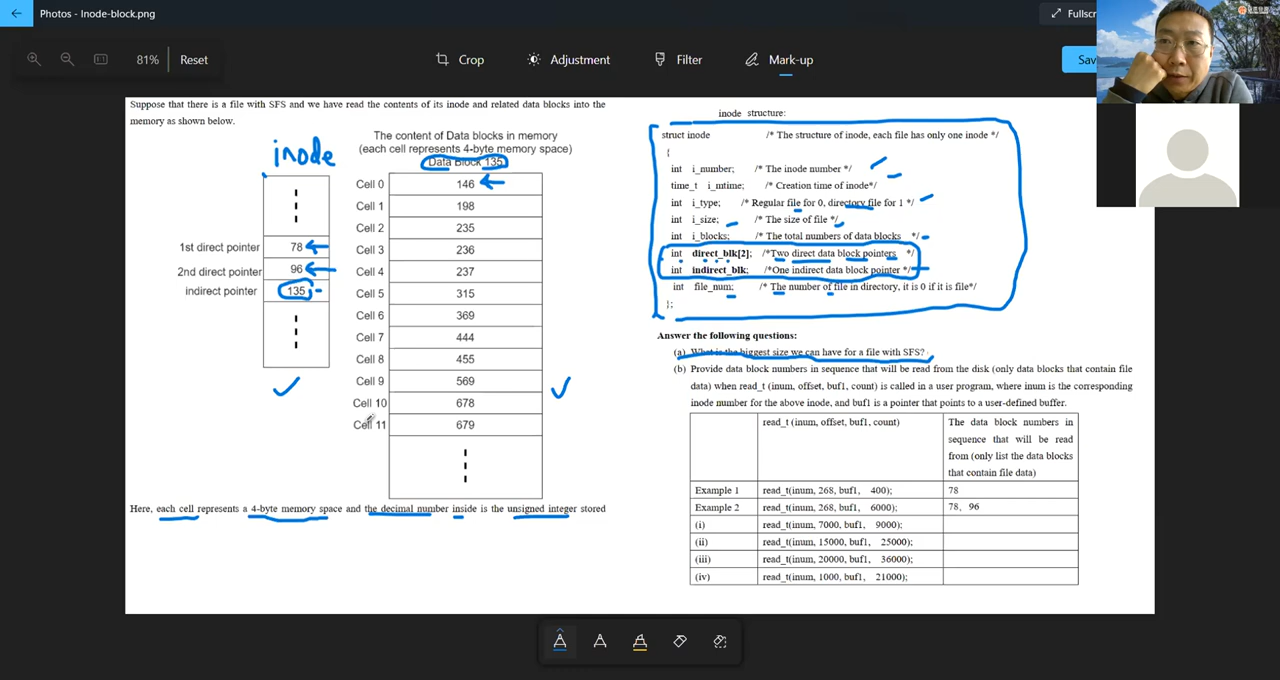 Photos - Inode-block.png
Fullscr
81%
Reset
Crop
Adjustment
Filter
Mark-up
Sav
Suppose that there is a file with SFS and we have read the contents of its inode and related data blocks into the
memory as shown below.
inode
The content of Data blocks in memory
(each cell represents 4-byte memory space)
Data Block 135
Cell 0 146
Cell 1 198
Cell 2 235
Cell 3 236
Cell 4 237
Cell 5 315
Cell 6 369
Cell 7 444
Cell 8 455
Cell 9 569
Cell 10 678
Cell 11 679
1st direct pointer 78
2nd direct pointer 96
indirect pointer 135
Here, each cell represents a 4-byte memory space and the decimal number inside is the unsigned integer stored
inode structure:
struct inode /* The structure of inode, each file has only one inode */
{
int i_number; /* The inode number */
time_t i_mtime; /* Creation time of inode*/
int i_type; /* Regular file for 0, directory file for 1 */
int i_size; /* The size of file */
int i_blocks; /* The total numbers of data blocks */
int direct_blk[2]; /*Two direct data block pointers */
int indirect_blk; /*One indirect data block pointer */
int file_num; /* The number of file in directory, it is 0 if it is file*/
};
Answer the following questions:
(a) What is the biggest size we can have for a file with SFS?
(b) Provide data block numbers in sequence that will be read from the disk (only data blocks that contain file
data) when read_t (inum, offset, buf1, count) is called in a user program, where inum is the corresponding
inode number for the above inode, and buf1 is a pointer that points to a user-defined buffer.
read_t (inum, offset, buf1, count) The data block numbers in
sequence that will be read
from (only list the data blocks
that contain file data)
Example 1 read_t(inum, 268, buf1, 400); 78
Example 2 read_t(inum, 268, buf1, 6000); 78, 96
(i) read_t(inum, 7000, buf1, 9000);
(ii) read_t(inum, 15000, buf1, 25000);
(iii) read_t(inum, 20000, buf1, 36000);
(iv) read_t(inum, 1000, buf1, 21000);